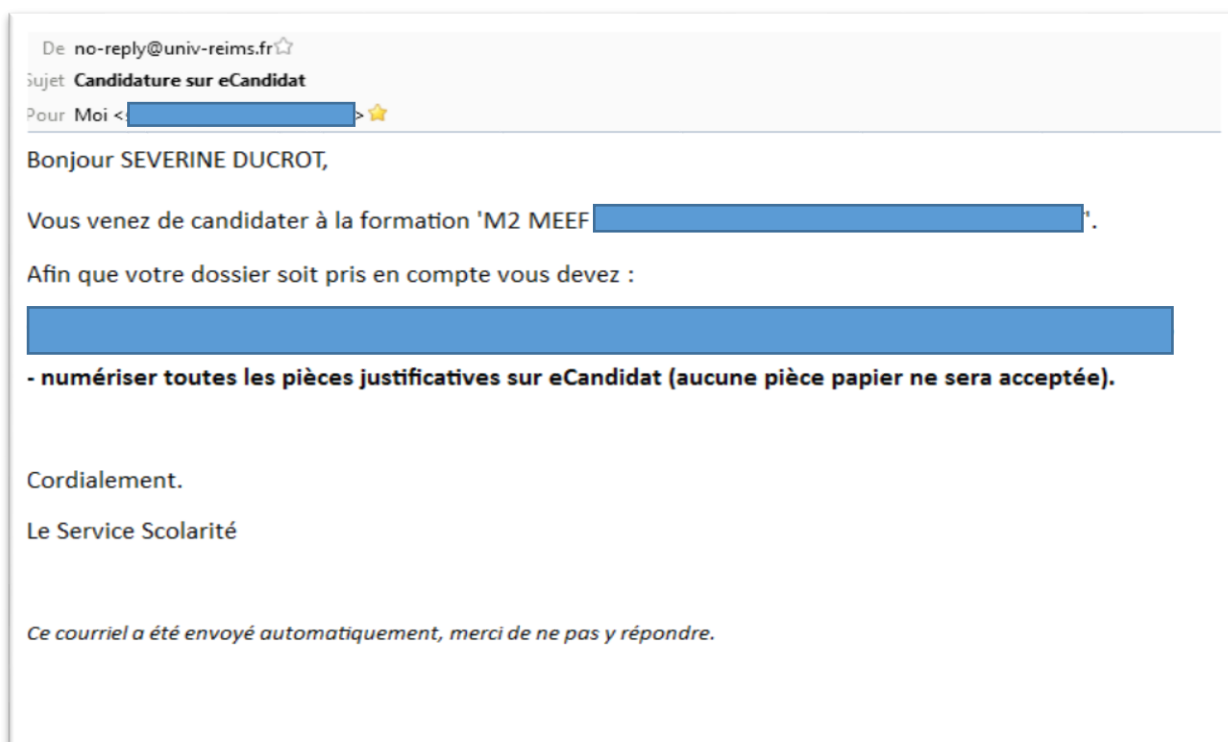 De no-reply@univ-reims.fr
Sujet Candidature sur eCandidat
Pour Moi < >
Bonjour SEVERINE DUCROT,
Vous venez de candidater à la formation 'M2 MEEF '.
Afin que votre dossier soit pris en compte vous devez :
- numériser toutes les pièces justificatives sur eCandidat (aucune pièce papier ne sera acceptée).
Cordialement.
Le Service Scolarité
Ce courriel a été envoyé automatiquement, merci de ne pas y répondre.